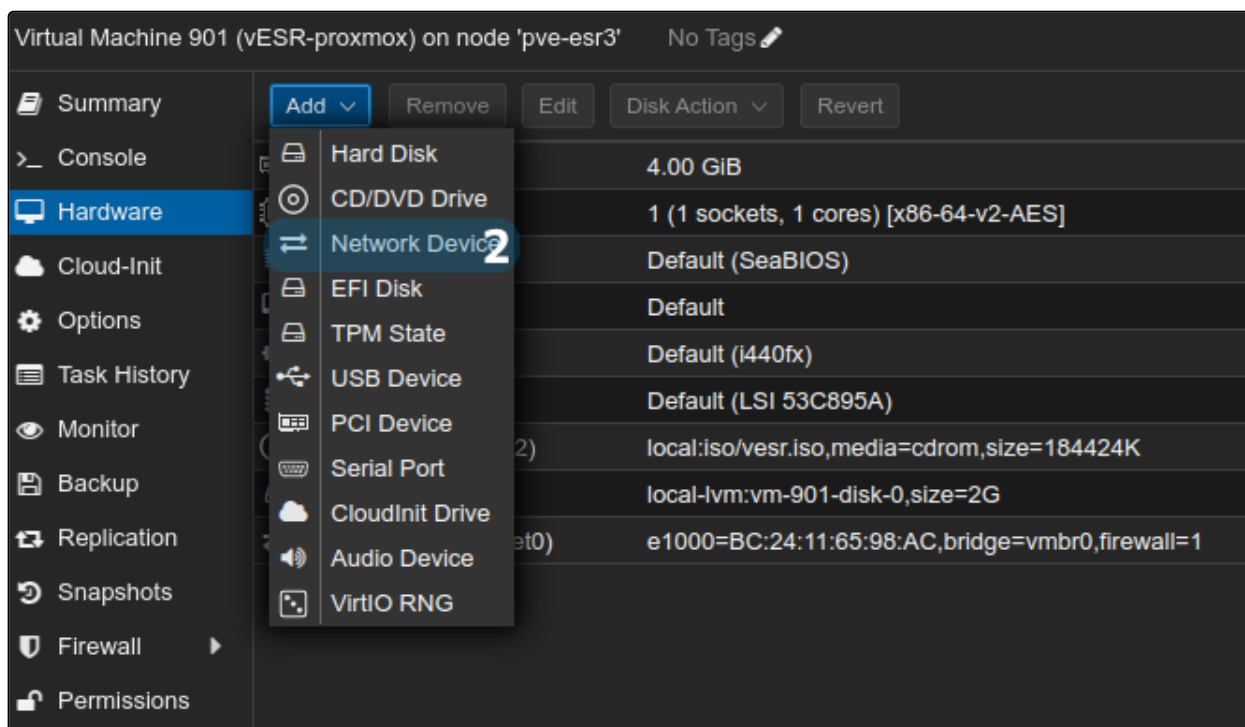 Virtual Machine 901 (vESR-proxmox) on node 'pve-esr3' No Tags
Summary
Console
Hardware
Cloud-Init
Options
Task History
Monitor
Backup
Replication
Snapshots
Firewall
Permissions
Add Remove Edit Disk Action Revert
Hard Disk
CD/DVD Drive
Network Device 2
EFI Disk
TPM State
USB Device
PCI Device
Serial Port
CloudInit Drive
Audio Device
VirtIO RNG
4.00 GiB
1 (1 sockets, 1 cores) [x86-64-v2-AES]
Default (SeaBIOS)
Default
Default (i440fx)
Default (LSI 53C895A)
2) local:iso/vesr.iso,media=cdrom,size=184424K
local-lvm:vm-901-disk-0,size=2G
et0) e1000=BC:24:11:65:98:AC,bridge=vmbr0,firewall=1